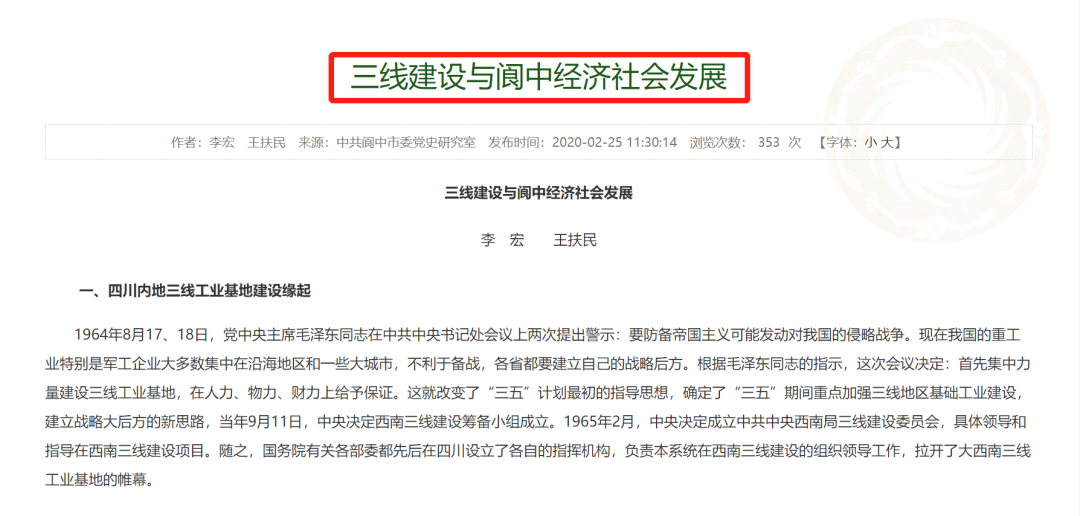 三线建设与阆中经济社会发展
作者：李宏　王扶民　来源：中共阆中市委党史研究室　发布时间：2020-02-25 11:30:14　浏览次数： 353 次　【字体：小 大】
三线建设与阆中经济社会发展
李　宏　　王扶民
一、四川内地三线工业基地建设缘起
1964年8月17、18日，党中央主席毛泽东同志在中共中央书记处会议上两次提出警示：要防备帝国主义可能发动对我国的侵略战争。现在我国的重工
业特别是军工企业大多数集中在沿海地区和一些大城市，不利于备战，各省都要建立自己的战略后方。根据毛泽东同志的指示，这次会议决定：首先集中力
量建设三线工业基地，在人力、物力、财力上给予保证。这就改变了“三五”计划最初的指导思想，确定了“三五”期间重点加强三线地区基础工业建设，
建立战略大后方的新思路，当年9月11日，中央决定西南三线建设筹备小组成立。1965年2月，中央决定成立中共中央西南局三线建设委员会，具体领导和
指导在西南三线建设项目。随之，国务院有关各部委都先后在四川设立了各自的指挥机构，负责本系统在西南三线建设的组织领导工作，拉开了大西南三线
工业基地的帷幕。